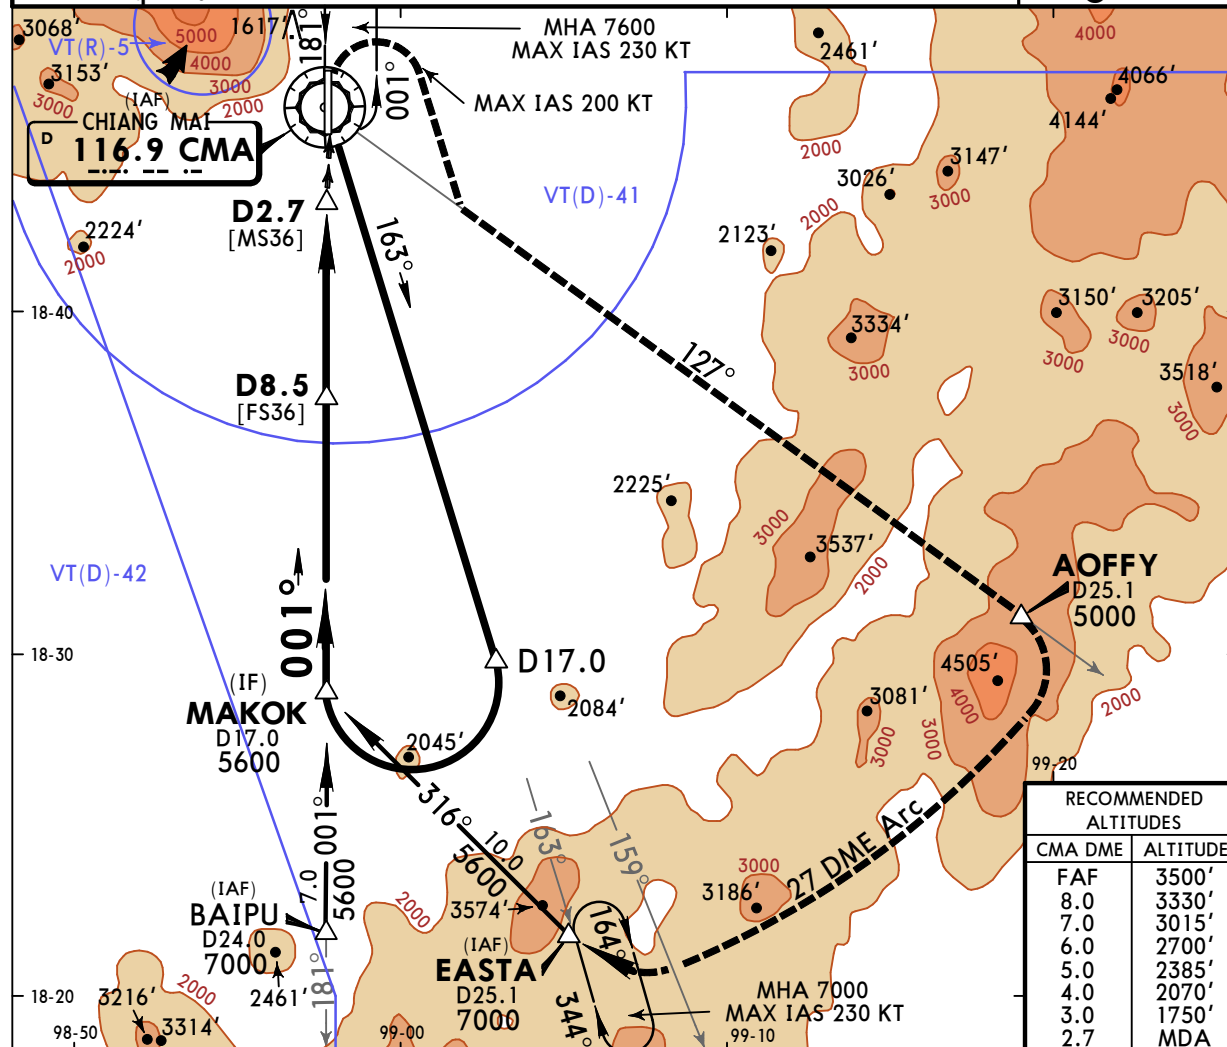 3068′
VT(R)-5
5000
4000
3000
2000
3153′
3000
1617′
181°
001°
MHA 7600
MAX IAS 230 KT
MAX IAS 200 KT
(IAF)
CHIANG MAI
D 116.9 CMA
2461′
2000
4000
4066′
4144′
3147′
3000
3026′
2000
VT(D)-41
D2.7
[MS36]
2224′
2000
163°
2123′
18-40
3334′
3000
3150′
3205′
3000
3000
3518′
3000
127°
D8.5
[FS36]
2225′
3000
3537′
2000
VT(D)-42
AOFFY
D25.1
5000
001°
18-30
D17.0
(IF)
MAKOK
D17.0
5600
2084′
4505′
4000
3081′
3000
3000
2000
2045′
99-20
316°
10.0
5600
163°
159°
27 DME Arc
001°
7.0
5600
(IAF)
BAIPU
D24.0
7000
2461′
181°
2000
3574′
3000
3186′
164°
344°
(IAF)
EASTA
D25.1
7000
MHA 7000
MAX IAS 230 KT
18-20
3216′
2000
3314′
98-50
99-00
99-10
RECOMMENDED
ALTITUDES
CMA DME ALTITUDE
FAF 3500′
8.0 3330′
7.0 3015′
6.0 2700′
5.0 2385′
4.0 2070′
3.0 1750′
2.7 MDA